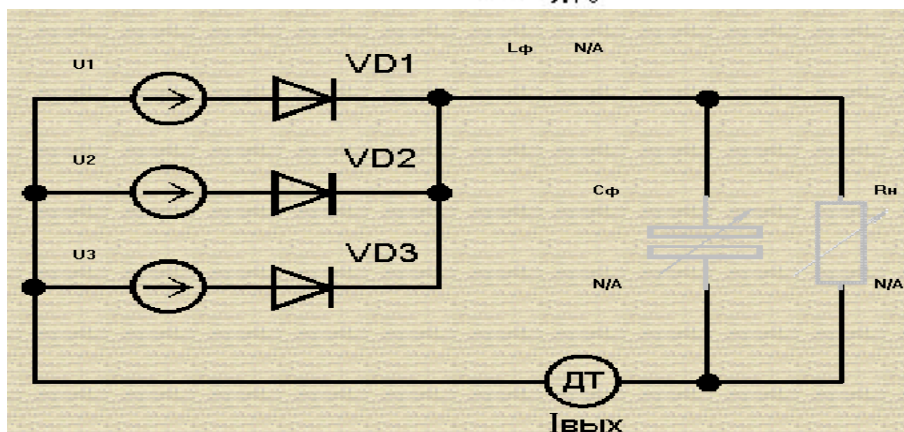 Lф N/A
U1 VD1
U2 VD2
Cф Rн
U3 VD3
N/A N/A
ДТ
Iвых